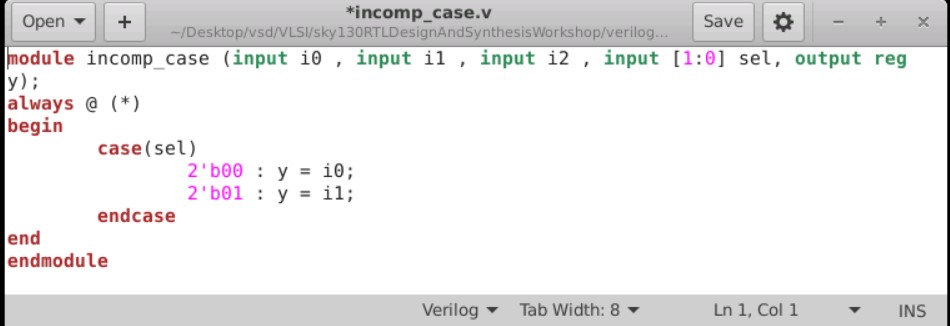 Open
+
*incomp_case.v
~/Desktop/vsd/VLSI/sky130RTLDesignAndSynthesisWorkshop/verilog...
Save
module incomp_case (input i0 , input i1 , input i2 , input [1:0] sel, output reg
y);
always @ (*)
begin
case(sel)
2'b00 : y = i0;
2'b01 : y = i1;
endcase
end
endmodule
Verilog Tab Width: 8 Ln 1, Col 1 INS